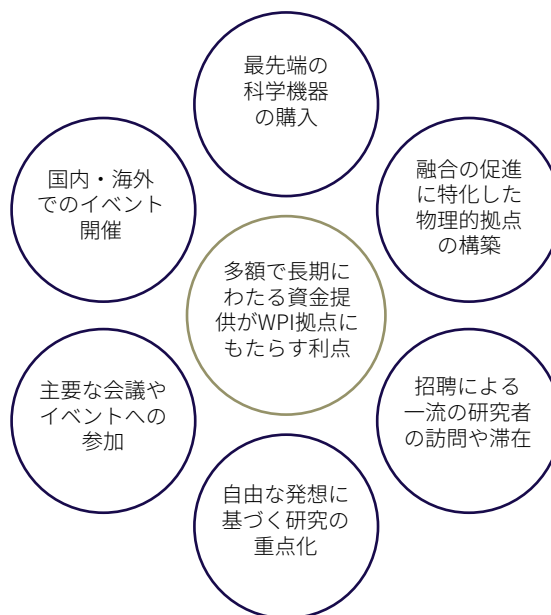 最先端の
科学機器
の購入
国内・海外
でのイベント
開催
融合の促進
に特化した
物理的拠点
の構築
多額で長期に
わたる資金提
供がWPI拠点に
もたらす利点
主要な会議や
イベントへの
参加
招聘による
一流の研究者
の訪問や滞在
自由な発想に
基づく研究の
重点化